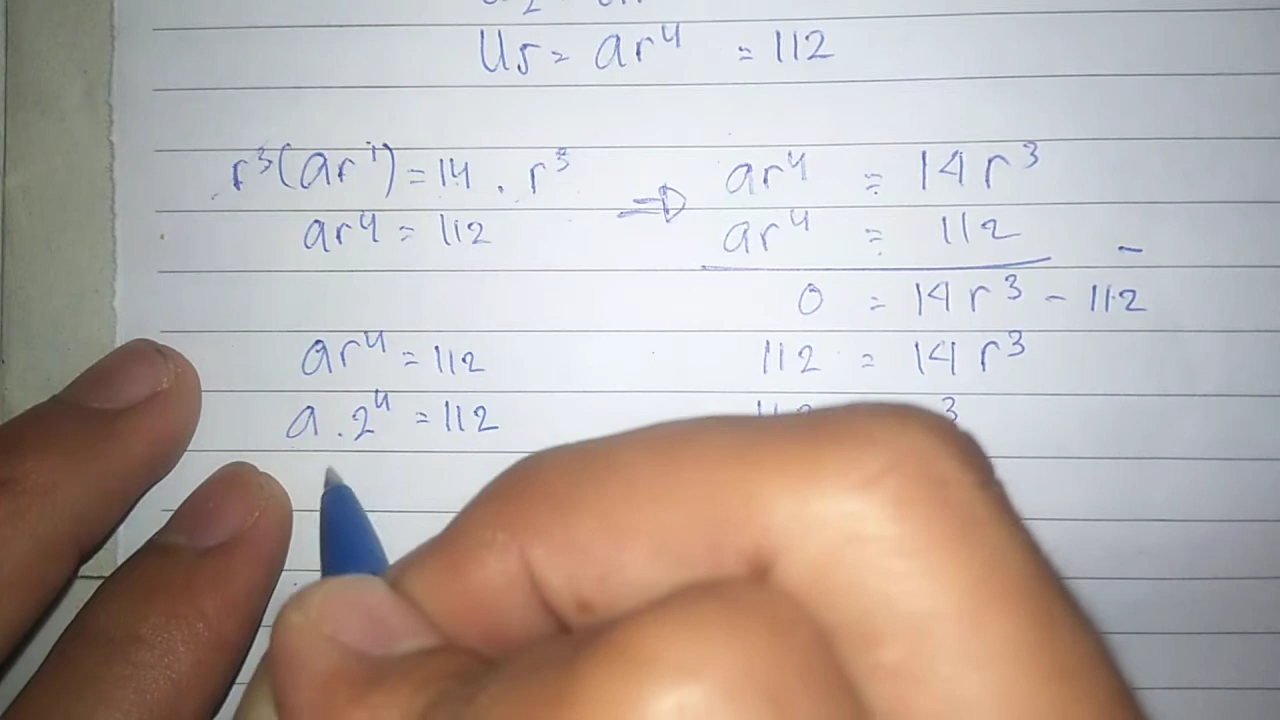 U5 = ar⁴ = 112
r³(ar¹) = 14 . r³
ar⁴ = 112
⇒
ar⁴ = 14r³
ar⁴ = 112 -
0 = 14r³ - 112
112 = 14r³
ar⁴ = 112
a . 2⁴ = 112